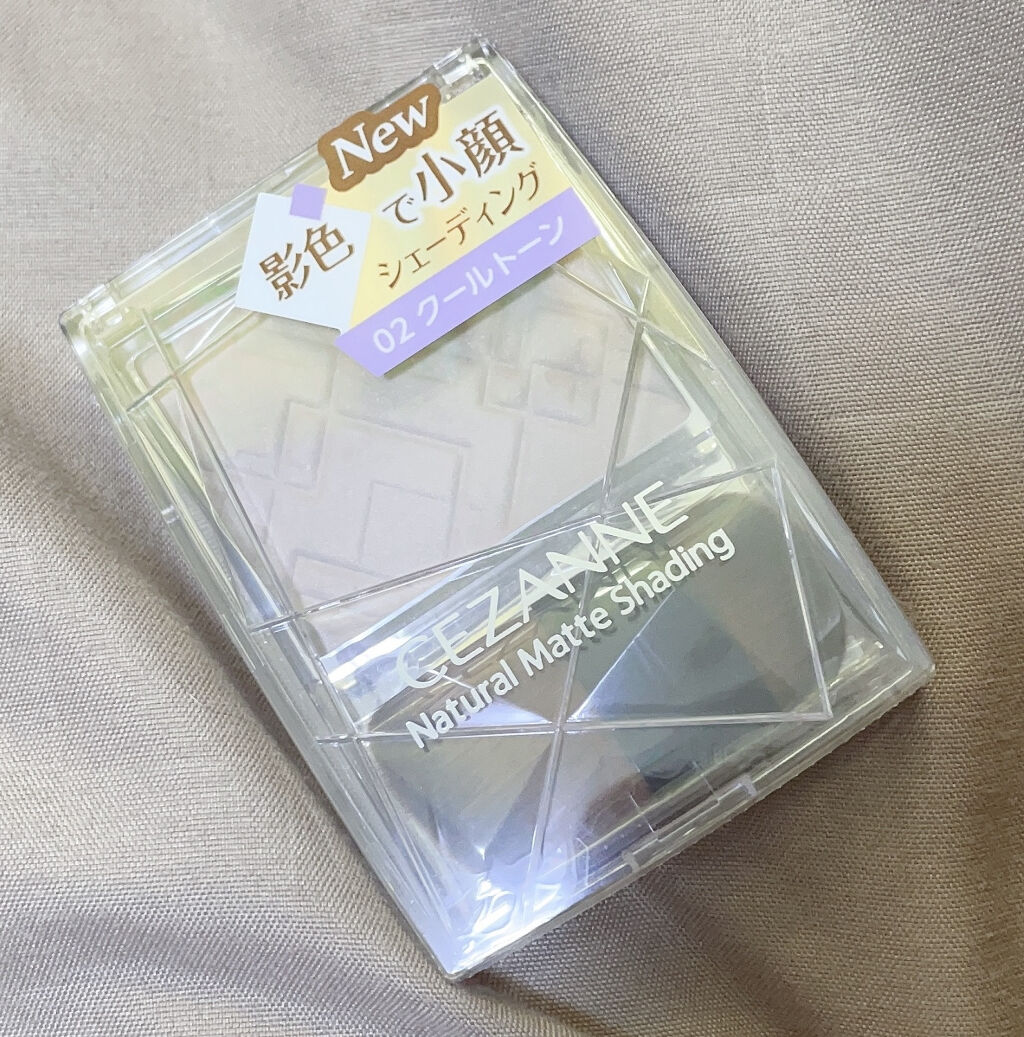 New
影色で小顔
シェーディング
02 クールトーン
CEZANNE
Natural Matte Shading